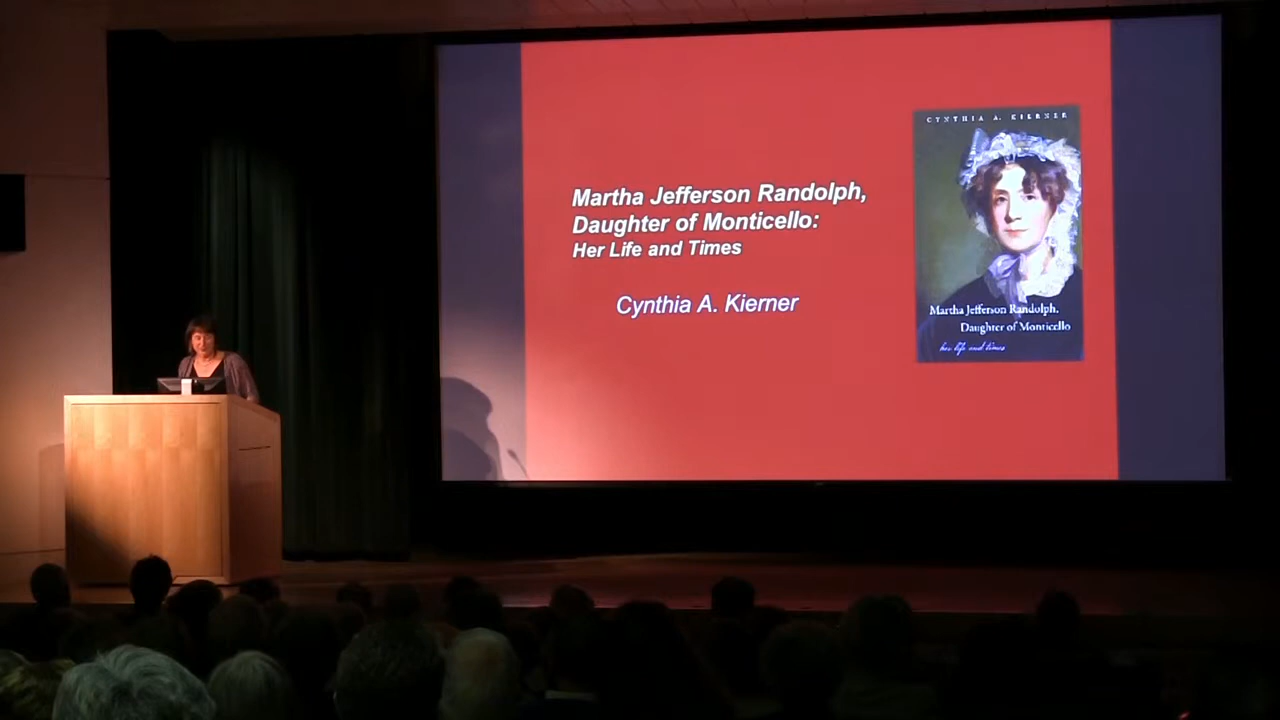 Martha Jefferson Randolph,
Daughter of Monticello:
Her Life and Times
Cynthia A. Kierner
CYNTHIA A. KIERNER
Martha Jefferson Randolph,
Daughter of Monticello
her life and times